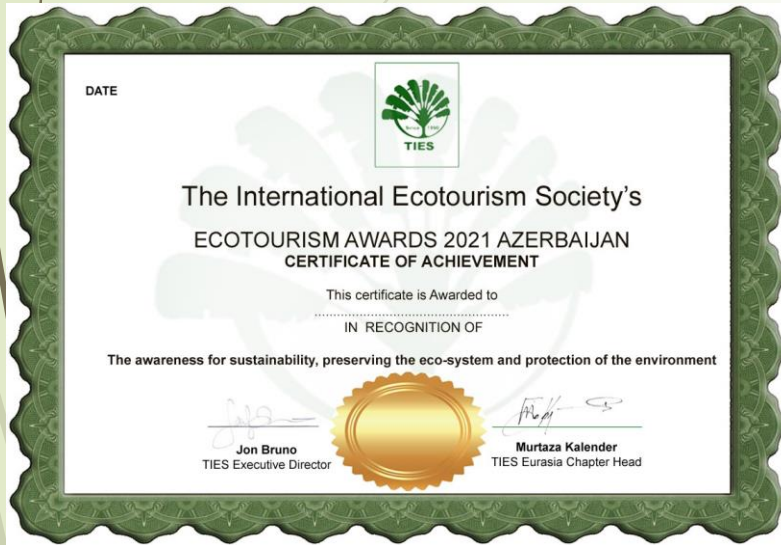 DATE
Since 1990
TIES
The International Ecotourism Society's
ECOTOURISM AWARDS 2021 AZERBAIJAN
CERTIFICATE OF ACHIEVEMENT
This certificate is Awarded to
................................................
IN RECOGNITION OF
The awareness for sustainability, preserving the eco-system and protection of the environment
Jon Bruno
TIES Executive Director
Murtaza Kalender
TIES Eurasia Chapter Head